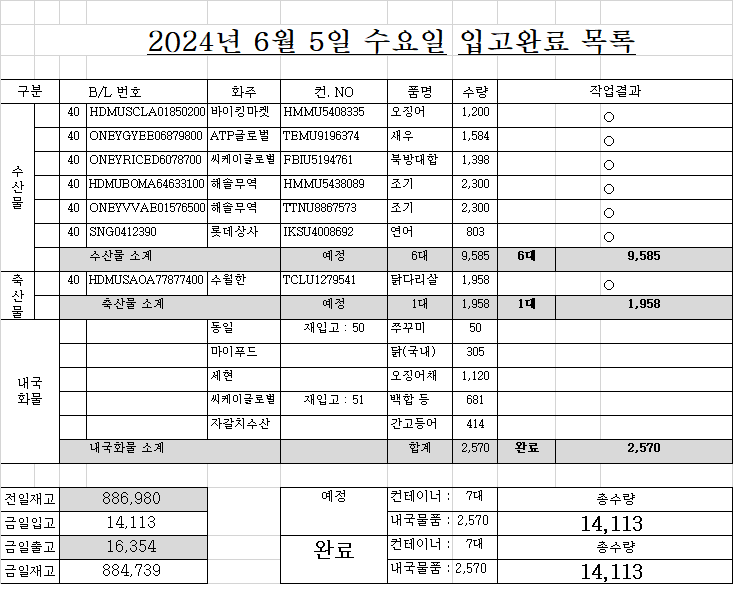 2024년 6월 5일 수요일 입고완료 목록
구분 B/L 번호 화주 컨. NO 품명 수량 작업결과
수산물
40 HDMUSCLA01850200 바이킹마켓 HMMU5408335 오징어 1,200 ○
40 ONEYGYEE06879800 ATP글로벌 TEMU9196374 새우 1,584 ○
40 ONEYRICED6078700 씨케이글로벌 FBIU5194761 북방대합 1,398 ○
40 HDMUBOMA64633100 해솔무역 HMMU5438089 조기 2,300 ○
40 ONEYVVAE01576500 해솔무역 TTNU8867573 조기 2,300 ○
40 SNG0412390 롯데상사 IKSU4008692 연어 803 ○
수산물 소계 예정 6대 9,585 6대 9,585
축산물
40 HDMUSAOA77877400 수월한 TCLU1279541 닭다리살 1,958 ○
축산물 소계 예정 1대 1,958 1대 1,958
내국화물
동일 재입고 : 50 쭈꾸미 50
마이푸드 닭(국내) 305
세현 오징어채 1,120
씨케이글로벌 재입고 : 51 백합 등 681
자갈치수산 간고등어 414
내국화물 소계 합계 2,570 완료 2,570
전일재고 886,980 예정 컨테이너 : 7대 총수량
금일입고 14,113 내국물품 : 2,570 14,113
금일출고 16,354 완료 컨테이너 : 7대 총수량
금일재고 884,739 내국물품 : 2,570 14,113